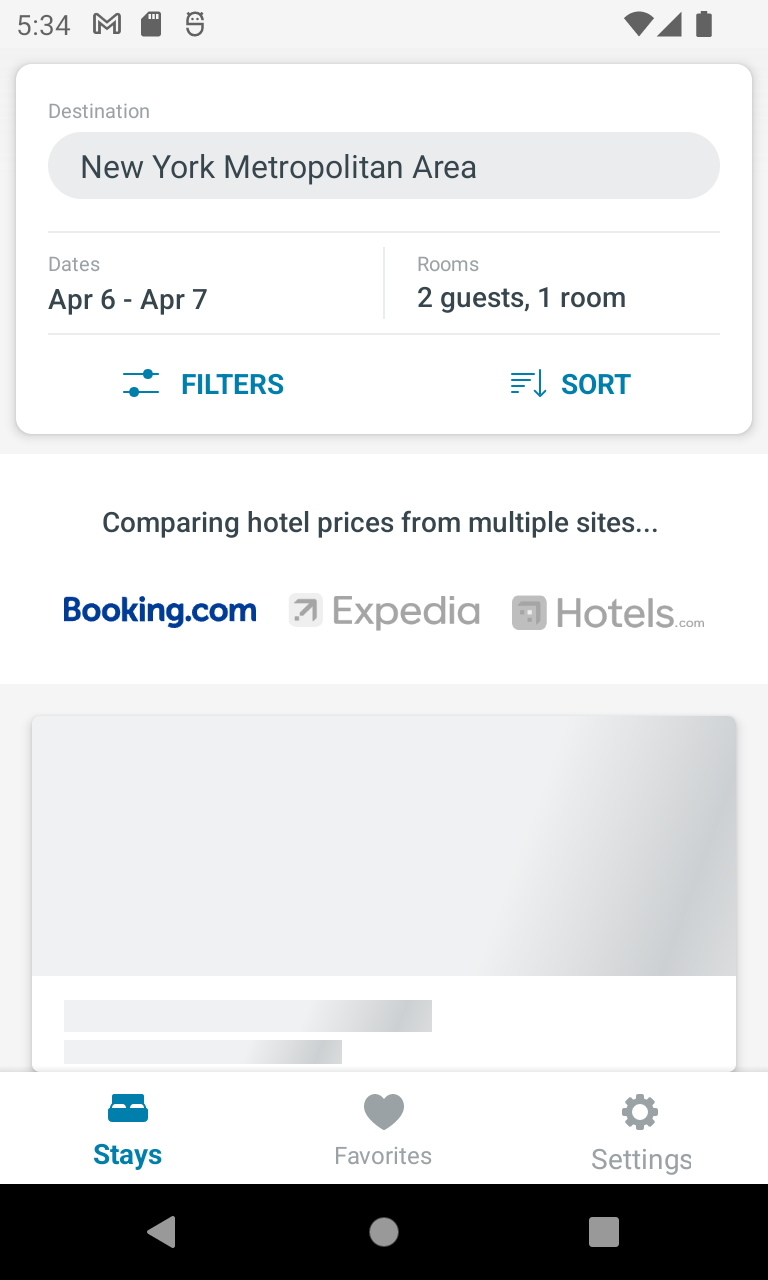 5:34
Destination
New York Metropolitan Area
Dates
Rooms
Apr 6 - Apr 7
2 guests, 1 room
FILTERS
SORT
Comparing hotel prices from multiple sites...
Booking.com
Expedia
Hotels.com
Stays
Favorites
Settings